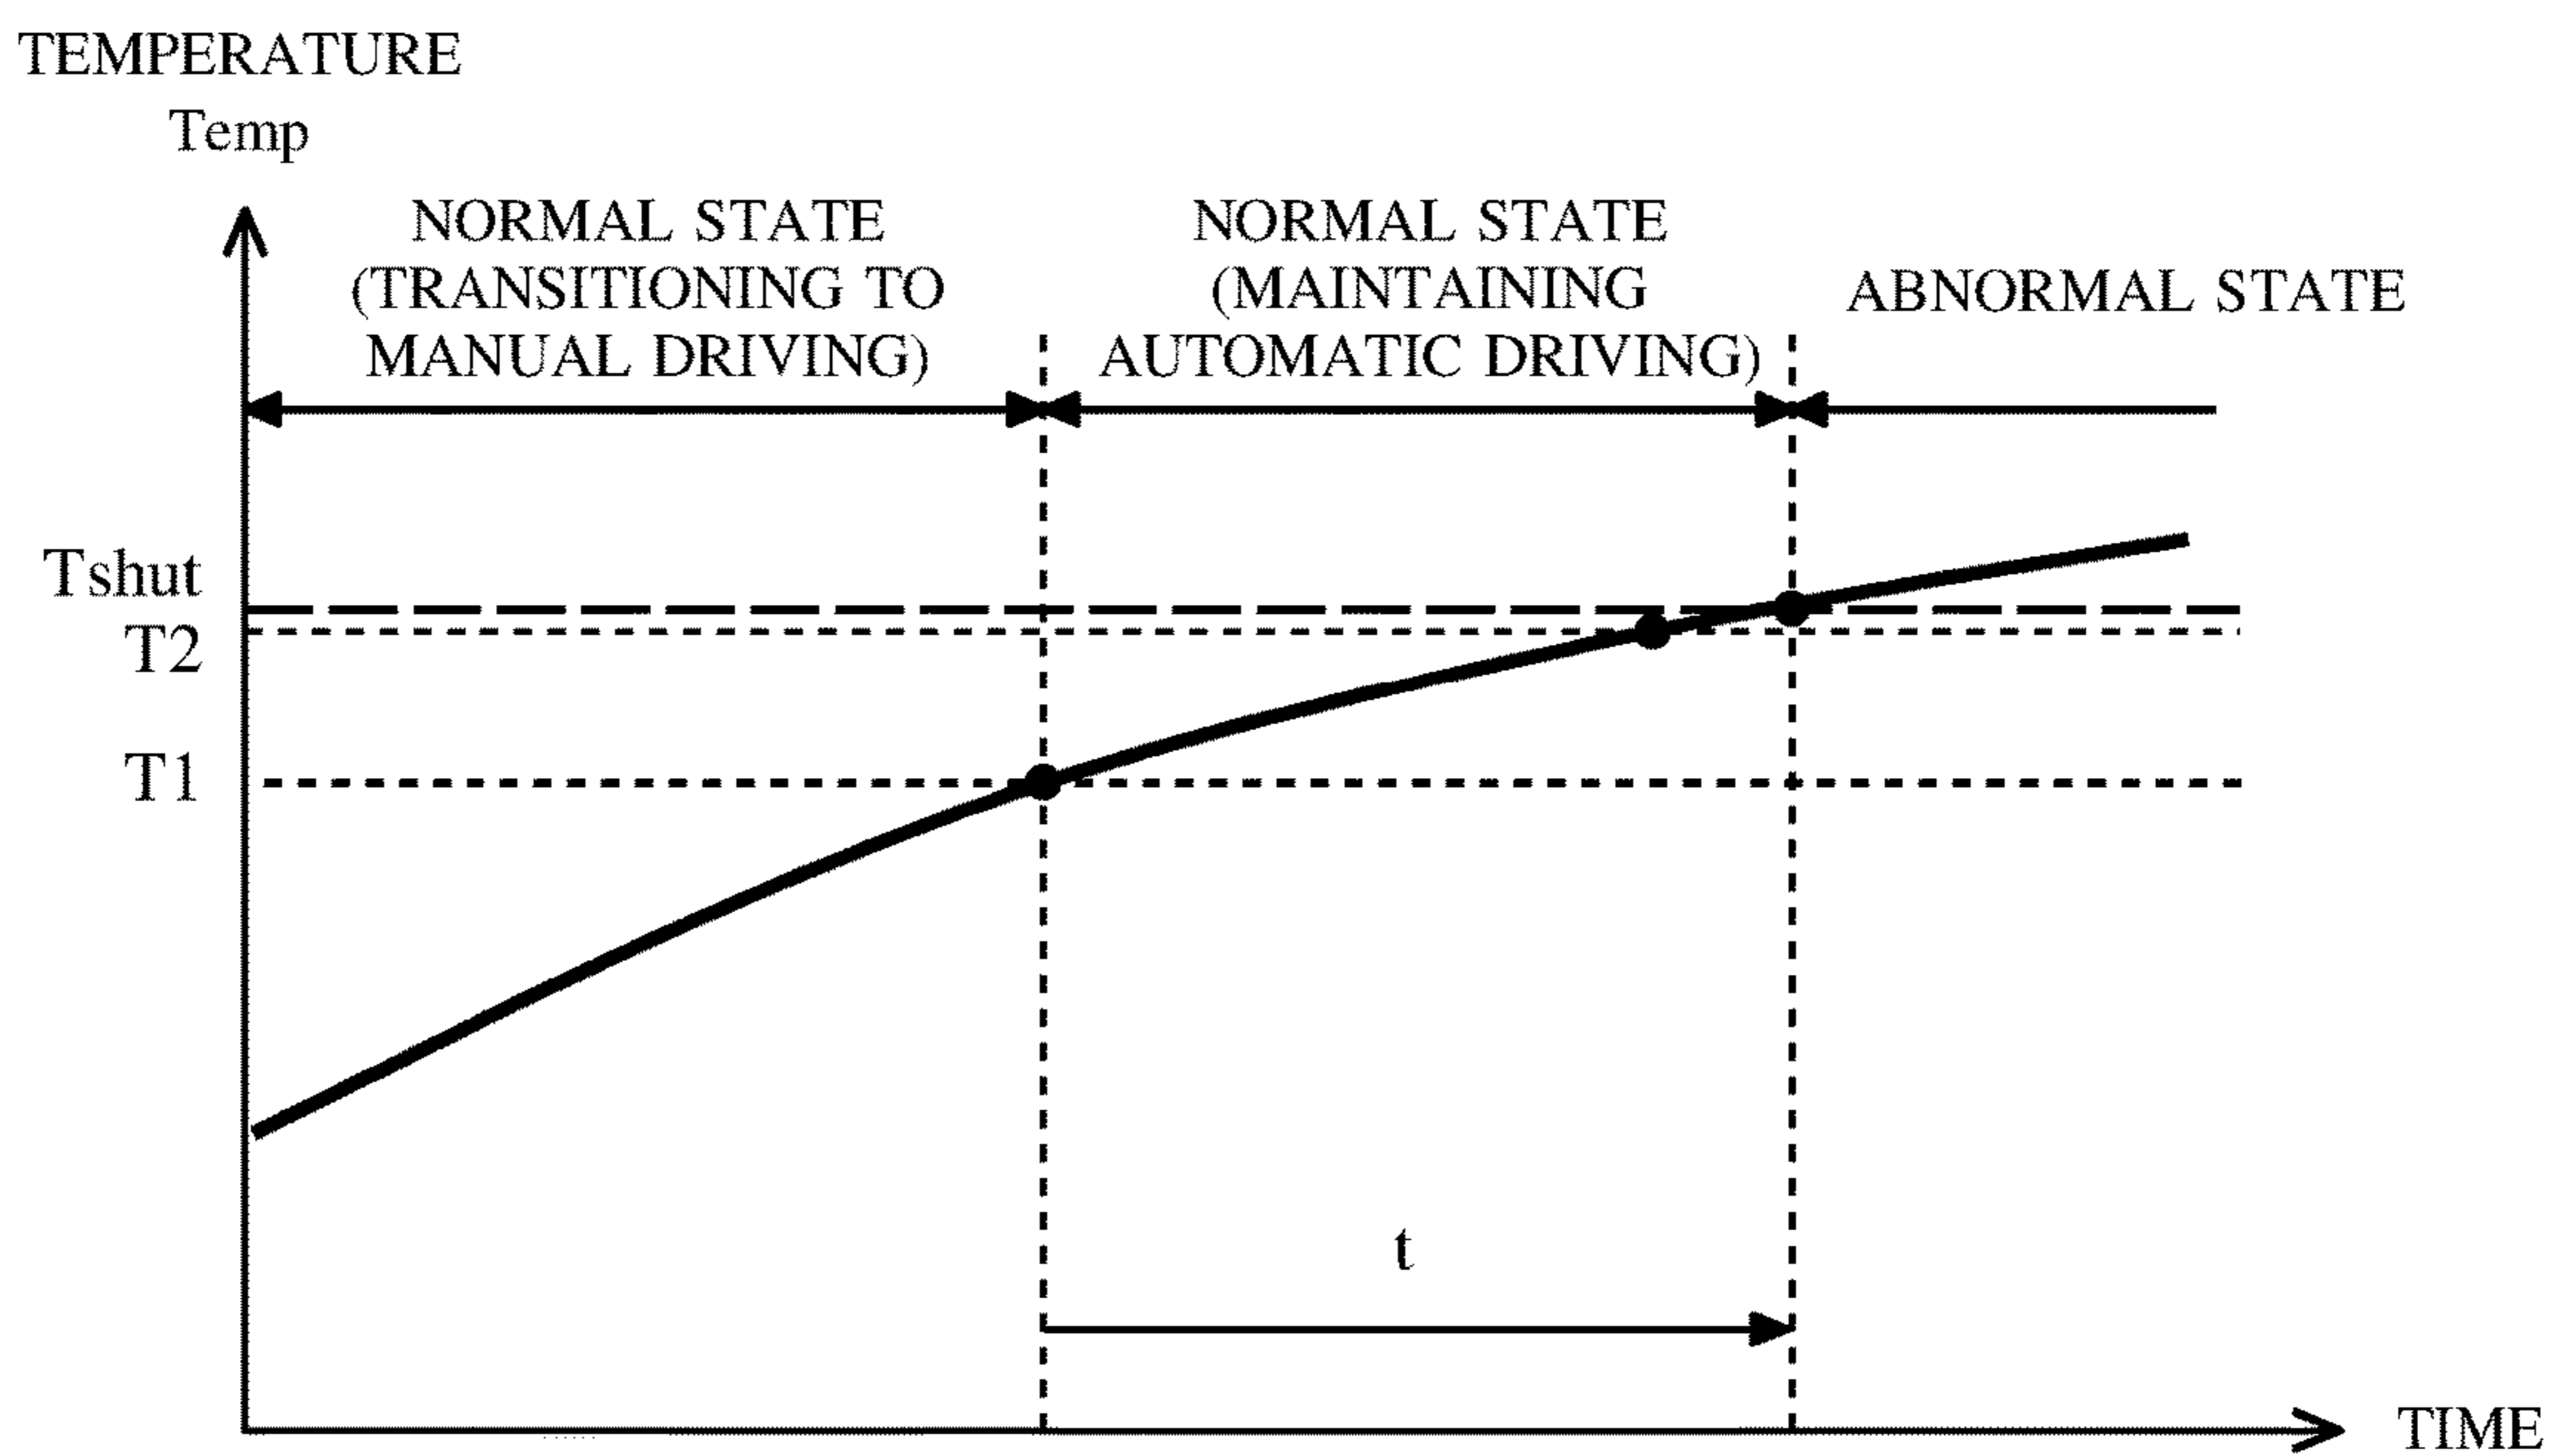 TEMPERATURE
Temp
NORMAL STATE
(TRANSITIONING TO
MANUAL DRIVING)
NORMAL STATE
(MAINTAINING
AUTOMATIC DRIVING)
ABNORMAL STATE
Tshut
T2
T1
t
TIME